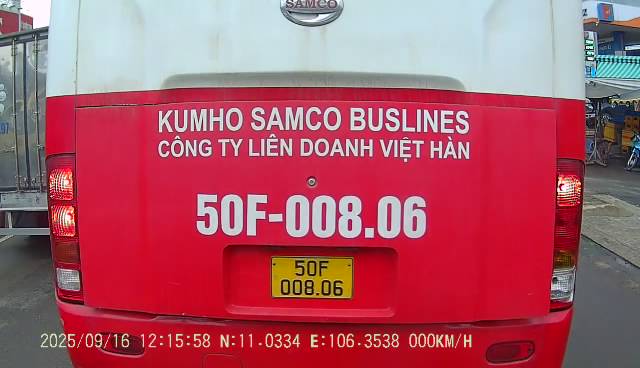 SAMCO
KUMHO SAMCO BUSLINES
CÔNG TY LIÊN DOANH VIỆT HÀN
50F-008.06
50F
008.06
2025/09/16 12:15:58 N:11.0334 E:106.3538 000KM/H